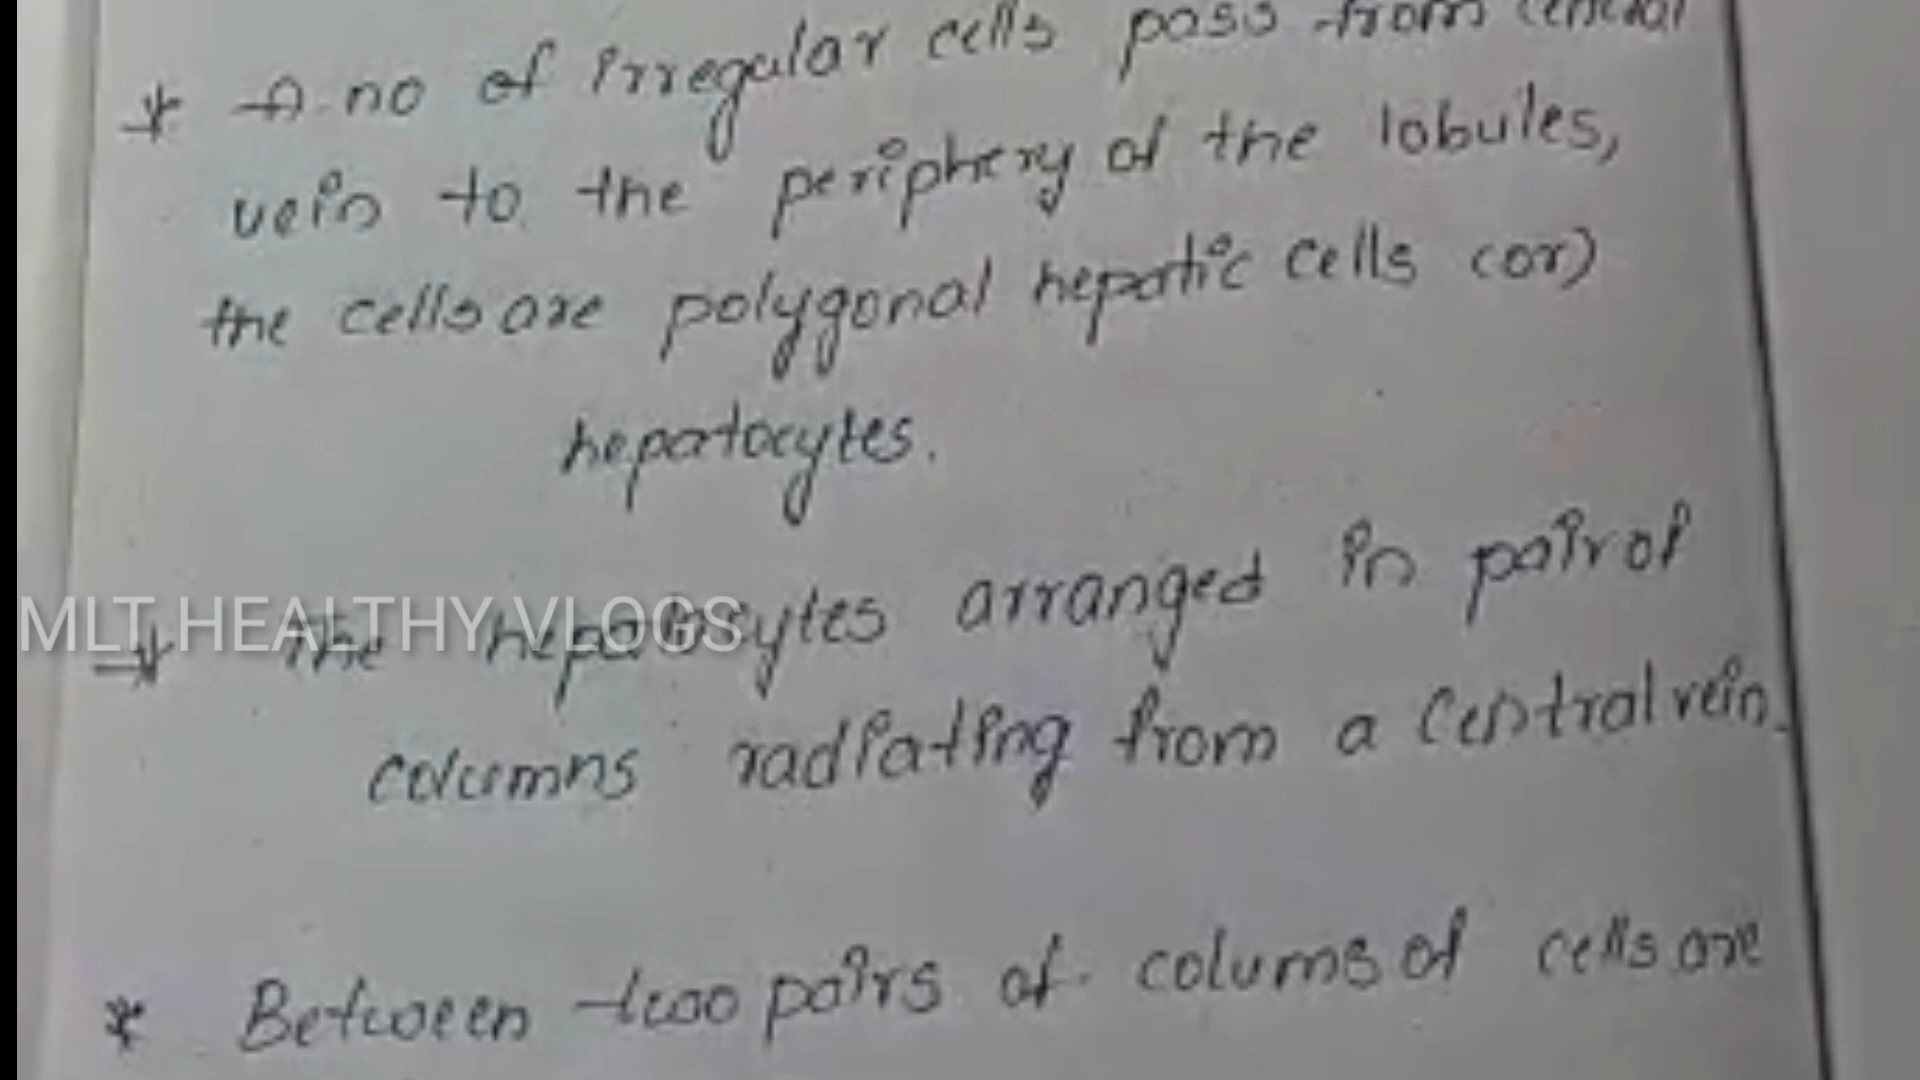 * A no of irregular cells pass from central
vein to the periphery of the lobules,
the cells are polygonal hepatic cells (or)
hepatocytes.
MLT HEALTHY VLOGS
* The hepatocytes arranged in pair of
columns radiating from a central vein.
* Between two pairs of colums of cells are